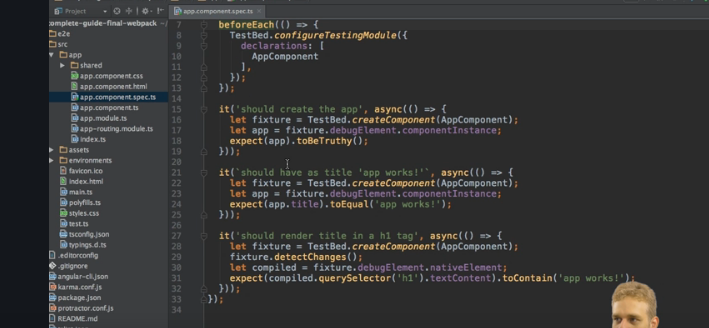 Project
app.component.spec.ts
complete-guide-final-webpack
e2e
src
app
shared
app.component.css
app.component.html
app.component.spec.ts
app.component.ts
app.module.ts
app-routing.module.ts
index.ts
assets
environments
favicon.ico
index.html
main.ts
polyfills.ts
styles.css
test.ts
tsconfig.json
typings.d.ts
.editorconfig
.gitignore
angular-cli.json
karma.conf.js
package.json
protractor.conf.js
README.md
7 beforeEach(() => {
8 TestBed.configureTestingModule({
9 declarations: [
10 AppComponent
11 ],
12 });
13 });
14
15 it('should create the app', async(() => {
16 let fixture = TestBed.createComponent(AppComponent);
17 let app = fixture.debugElement.componentInstance;
18 expect(app).toBeTruthy();
19 }));
20
21 it(`should have as title 'app works!'`, async(() => {
22 let fixture = TestBed.createComponent(AppComponent);
23 let app = fixture.debugElement.componentInstance;
24 expect(app.title).toEqual('app works!');
25 }));
26
27 it('should render title in a h1 tag', async(() => {
28 let fixture = TestBed.createComponent(AppComponent);
29 fixture.detectChanges();
30 let compiled = fixture.debugElement.nativeElement;
31 expect(compiled.querySelector('h1').textContent).toContain('app works!');
32 }));
33 });
34